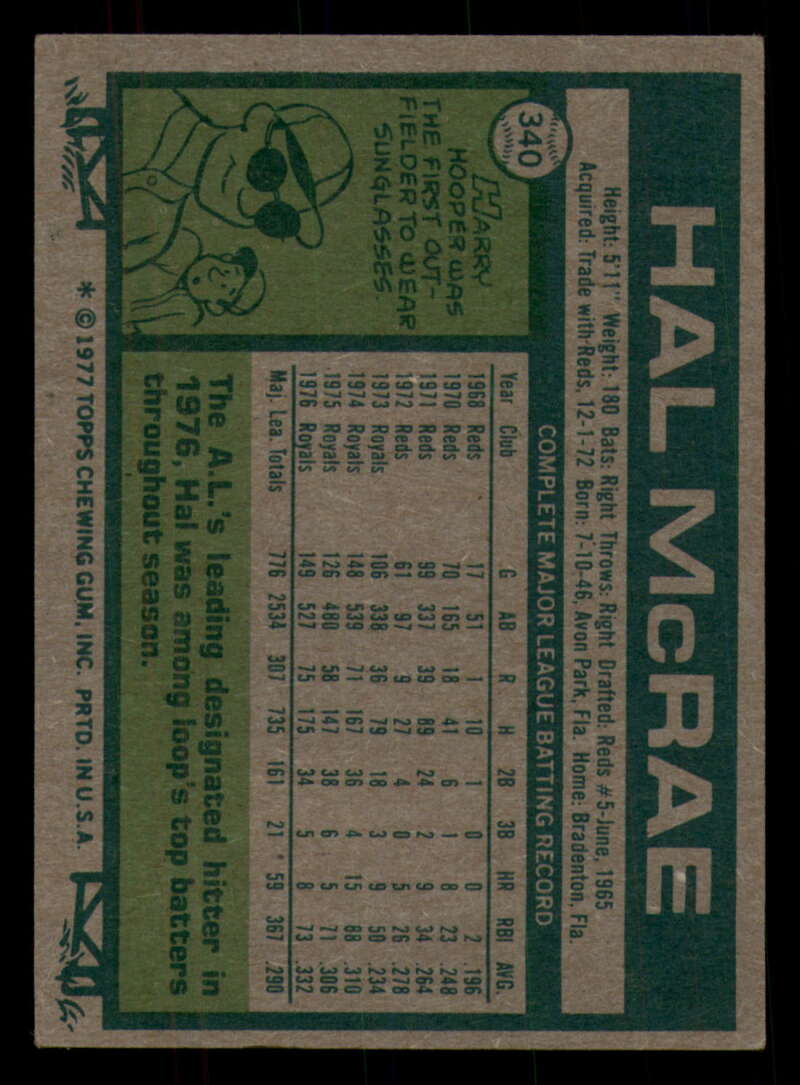 HAL McRAE
Height: 5'11" Weight: 180 Bats: Right Throws: Right Drafted: Reds #5-June, 1965
Acquired: Trade with Reds, 12-1-72 Born: 7-10-46, Avon Park, Fla. Home: Bradenton, Fla.
340
HARRY
HOOPER WAS
THE FIRST OUT-
FIELDER TO WEAR
SUNGLASSES.
COMPLETE MAJOR LEAGUE BATTING RECORD
Year Club G AB R H 2B 3B HR RBI AVG.
1968 Reds 17 51 1 10 1 0 0 2 .196
1970 Reds 70 165 18 41 6 1 8 23 .248
1971 Reds 99 337 39 89 24 2 9 34 .264
1972 Reds 61 97 9 27 4 0 5 26 .278
1973 Royals 106 338 36 79 18 3 9 50 .234
1974 Royals 148 539 71 167 36 4 15 88 .310
1975 Royals 126 480 58 147 38 6 5 71 .306
1976 Royals 149 527 75 175 34 5 8 73 .332
Maj. Lea. Totals 776 2534 307 735 161 21 59 367 .290
The A.L.'s leading designated hitter in
1976, Hal was among loop's top batters
throughout season.
* © 1977 TOPPS CHEWING GUM, INC. PRTD. IN U.S.A.